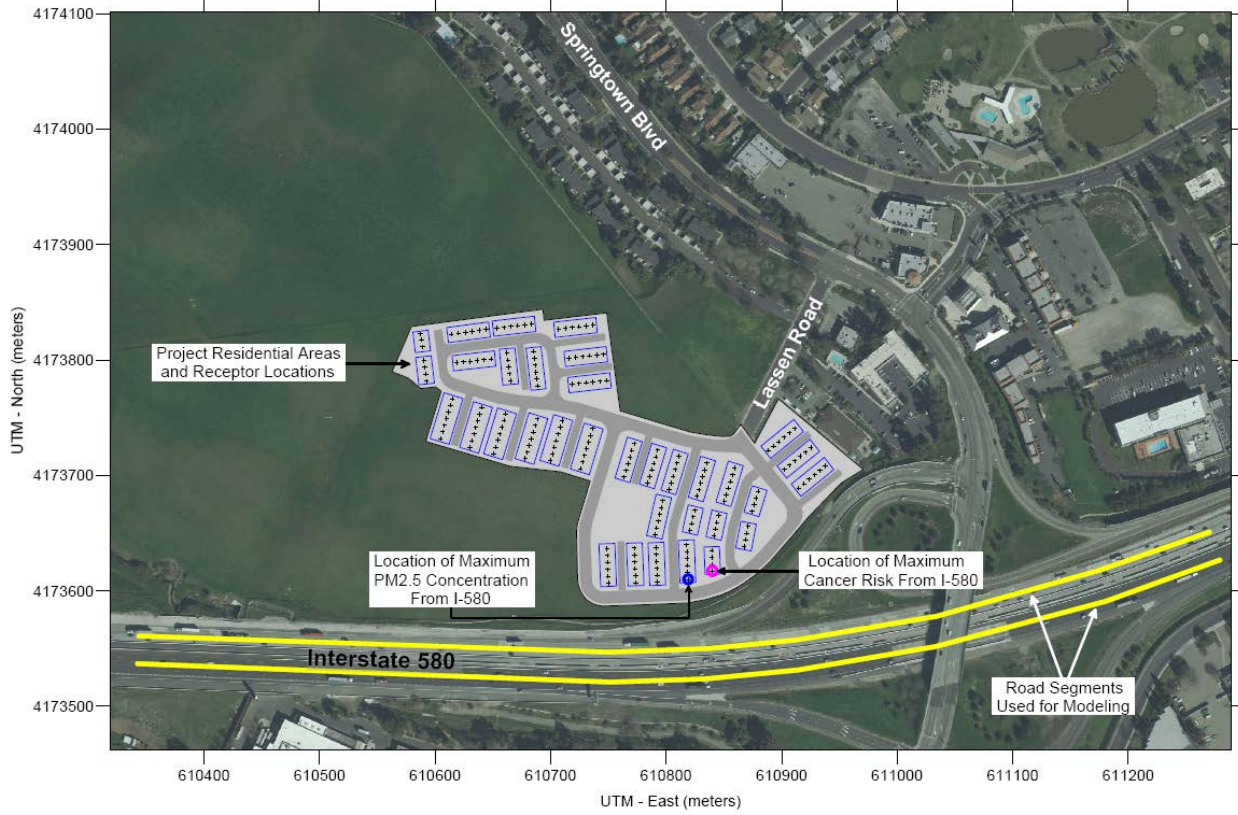 4174100
4174000
4173900
4173800
4173700
4173600
4173500
UTM - North (meters)
Springtown Blvd
Lassen Road
Project Residential Areas
and Receptor Locations
Location of Maximum
PM2.5 Concentration
From I-580
Location of Maximum
Cancer Risk From I-580
Interstate 580
Road Segments
Used for Modeling
610400
610500
610600
610700
610800
610900
611000
611100
611200
UTM - East (meters)